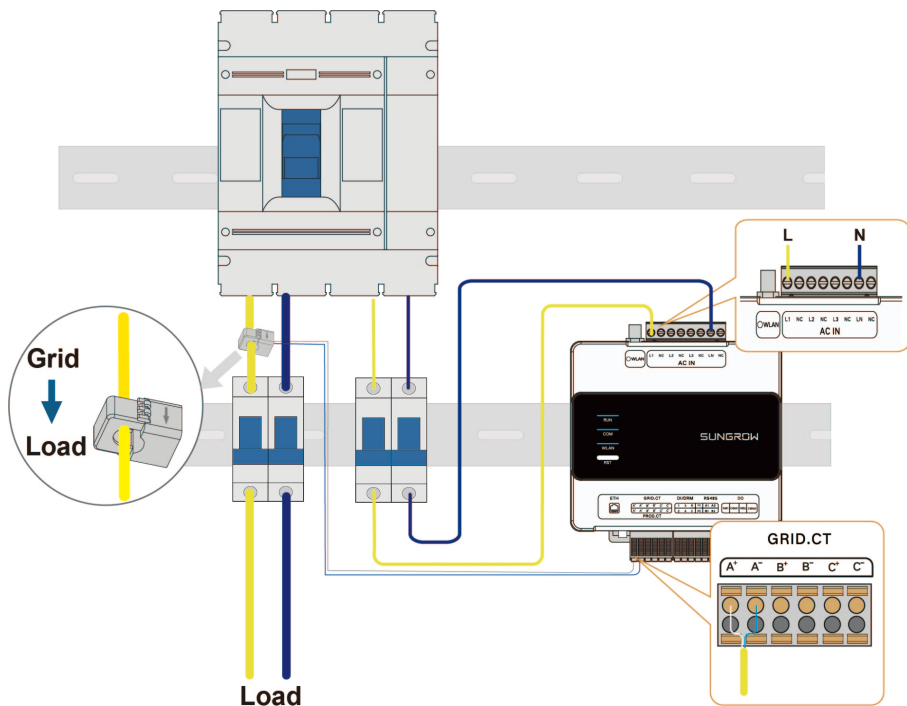 L N
WLAN
L1 NC L2 NC L3 NC LN NC
AC IN
Grid
Load
WLAN
L1 NC L2 NC L3 NC LN NC
AC IN
RUN
COM
WLAN
RST
SUNGROW
ETH GRID.CT DI/DRM RS485 DO
PROD.CT
GRID.CT
A+ A− B+ B− C+ C−
Load